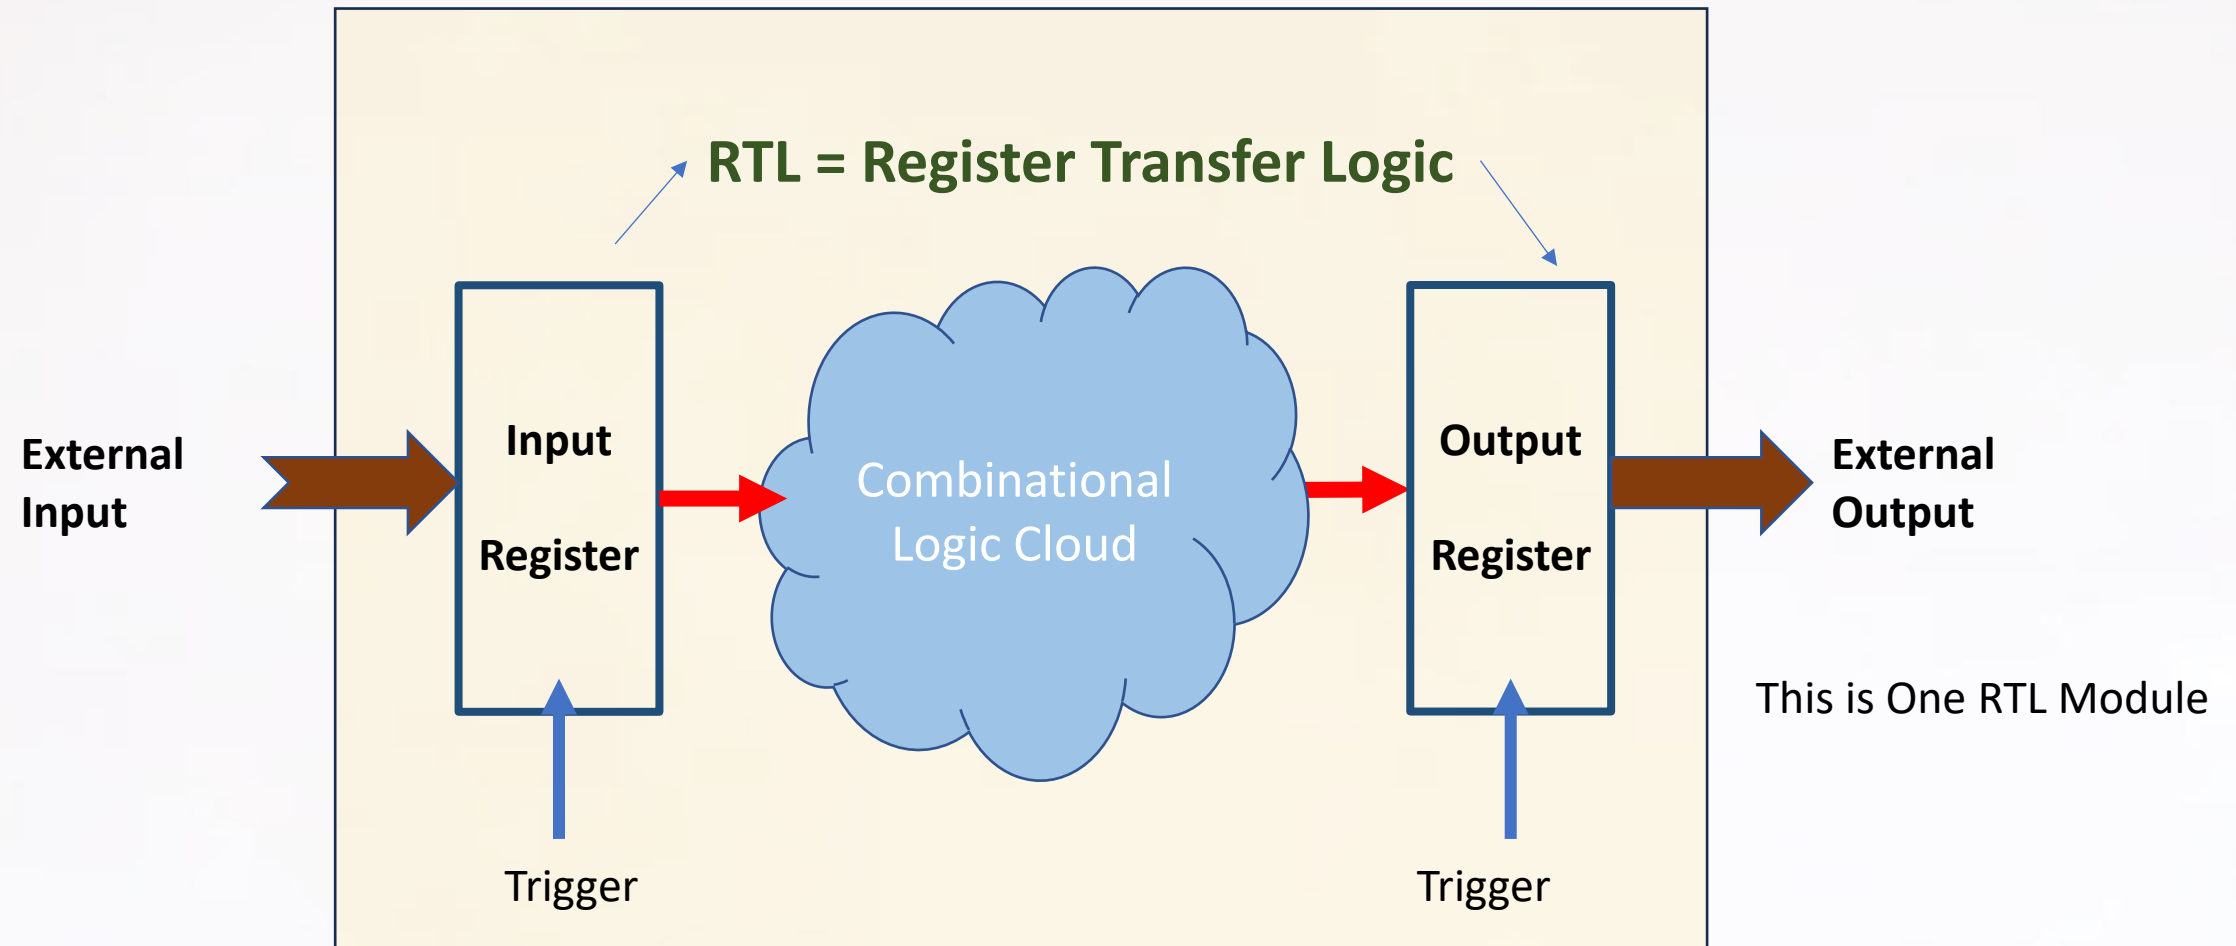 RTL = Register Transfer Logic
External
Input
Input
Register
Combinational
Logic Cloud
Output
Register
External
Output
This is One RTL Module
Trigger
Trigger